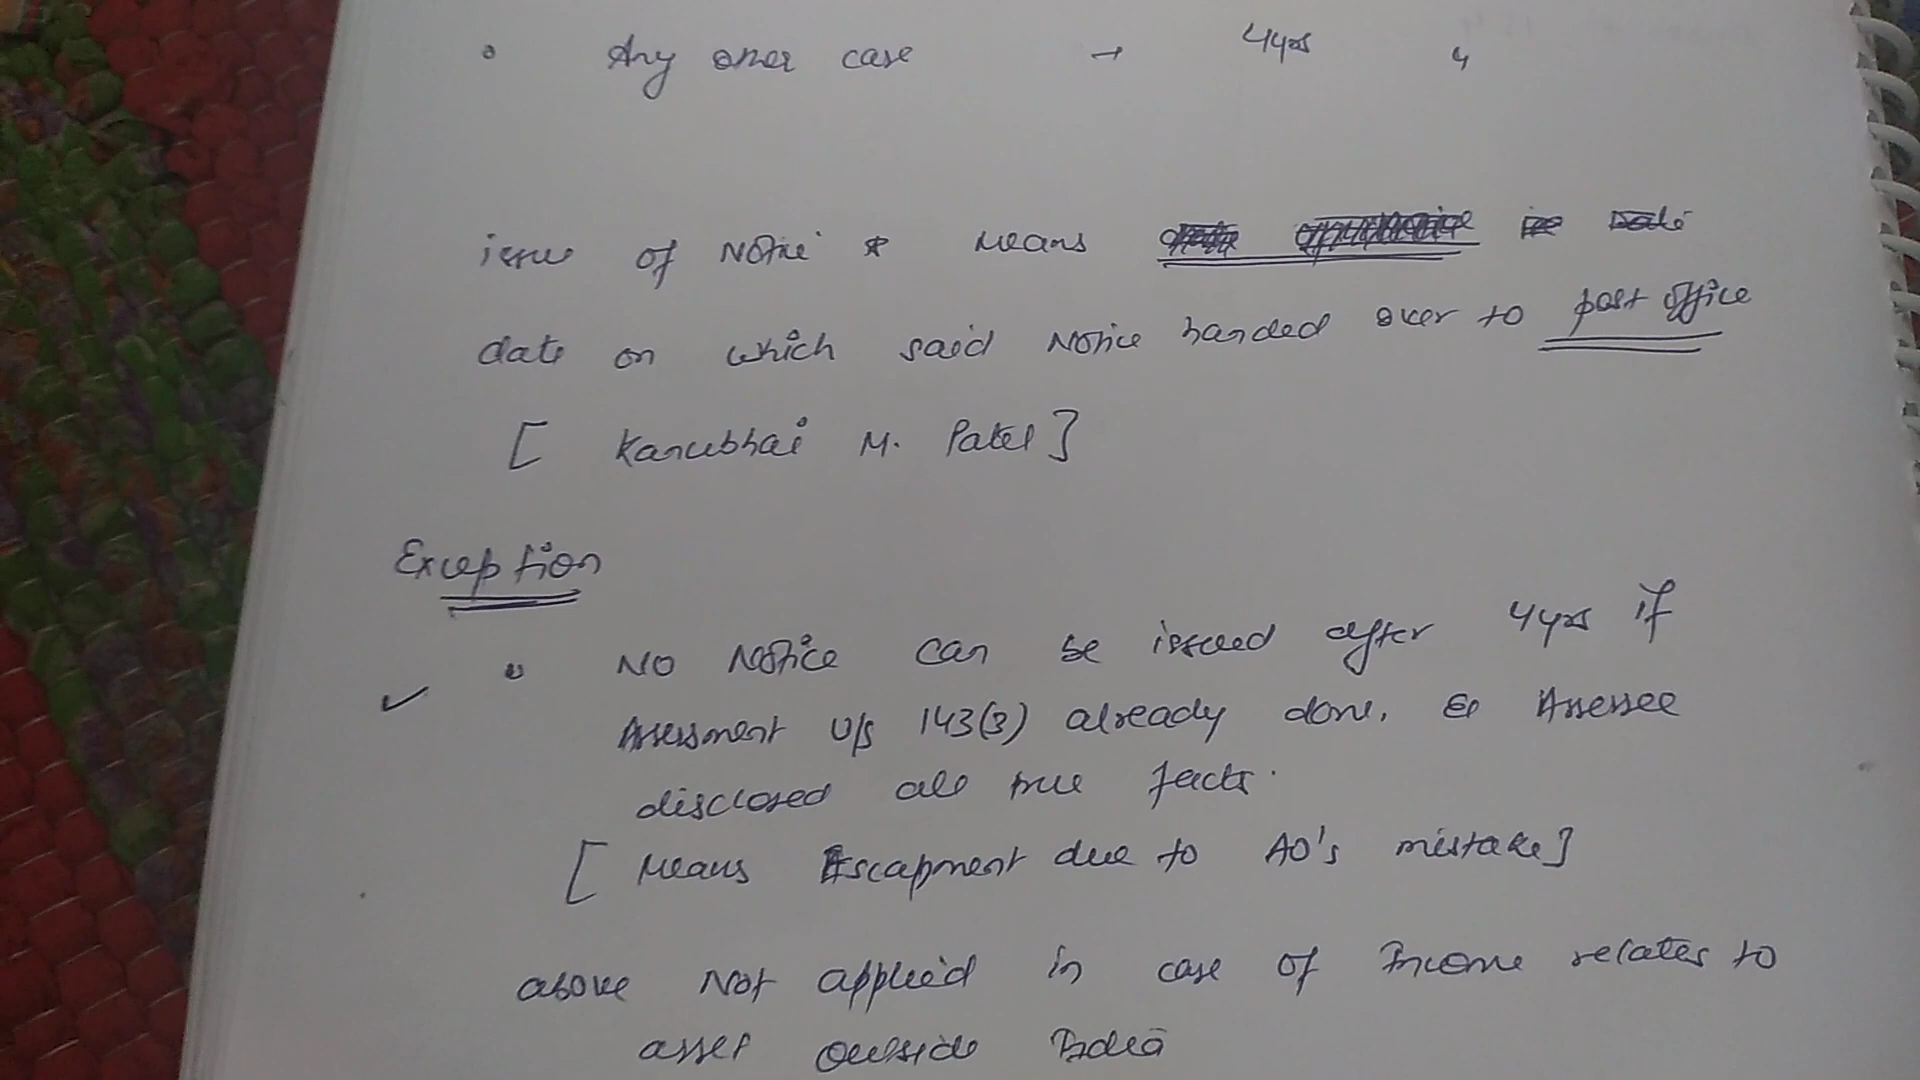 • Any other case → 4yrs "
issue of Notice * means
date on which said Notice handed over to post office
[ Kanubhai M. Patel ]
Exception
✓ • No Notice can be issued after 4yrs if
Assessment u/s 143(3) already done, & Assessee
disclosed all true facts.
[ Means Escapment due to AO's mistake ]
above Not applied in case of Income relates to
asset outside India